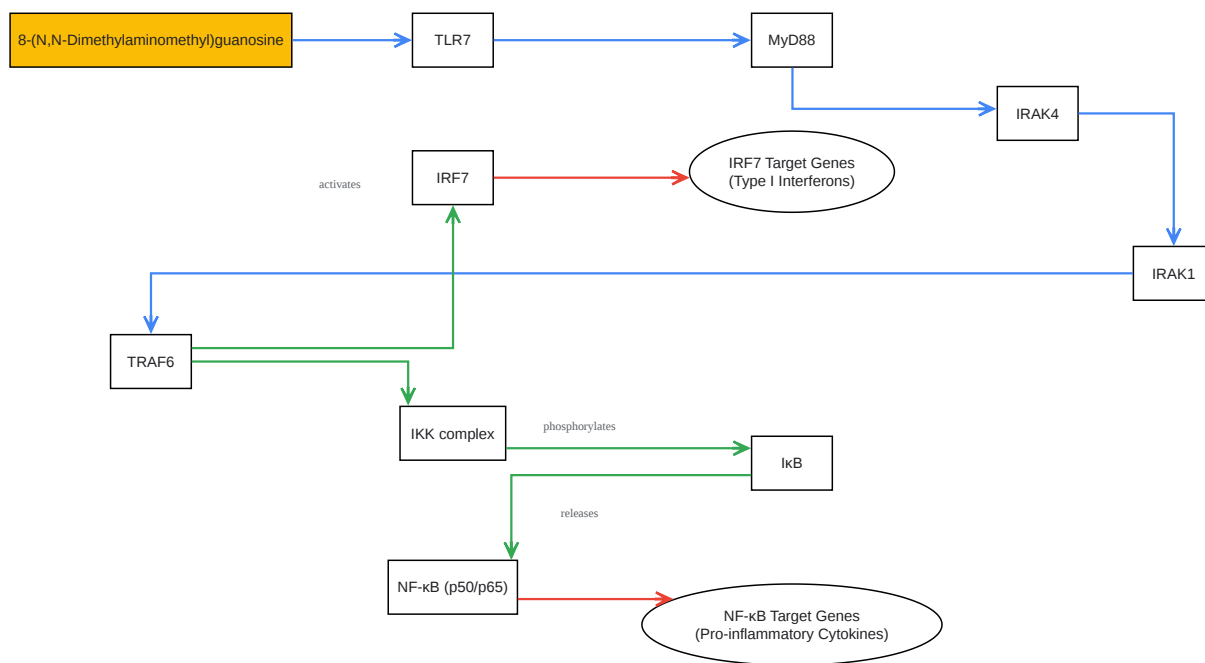 8-(N,N-Dimethylaminomethyl)guanosine
TLR7
MyD88
IRAK4
IRF7 Target Genes
(Type I Interferons)
activates
IRF7
IRAK1
TRAF6
IKK complex
phosphorylates
IκB
releases
NF-κB (p50/p65)
NF-κB Target Genes
(Pro-inflammatory Cytokines)